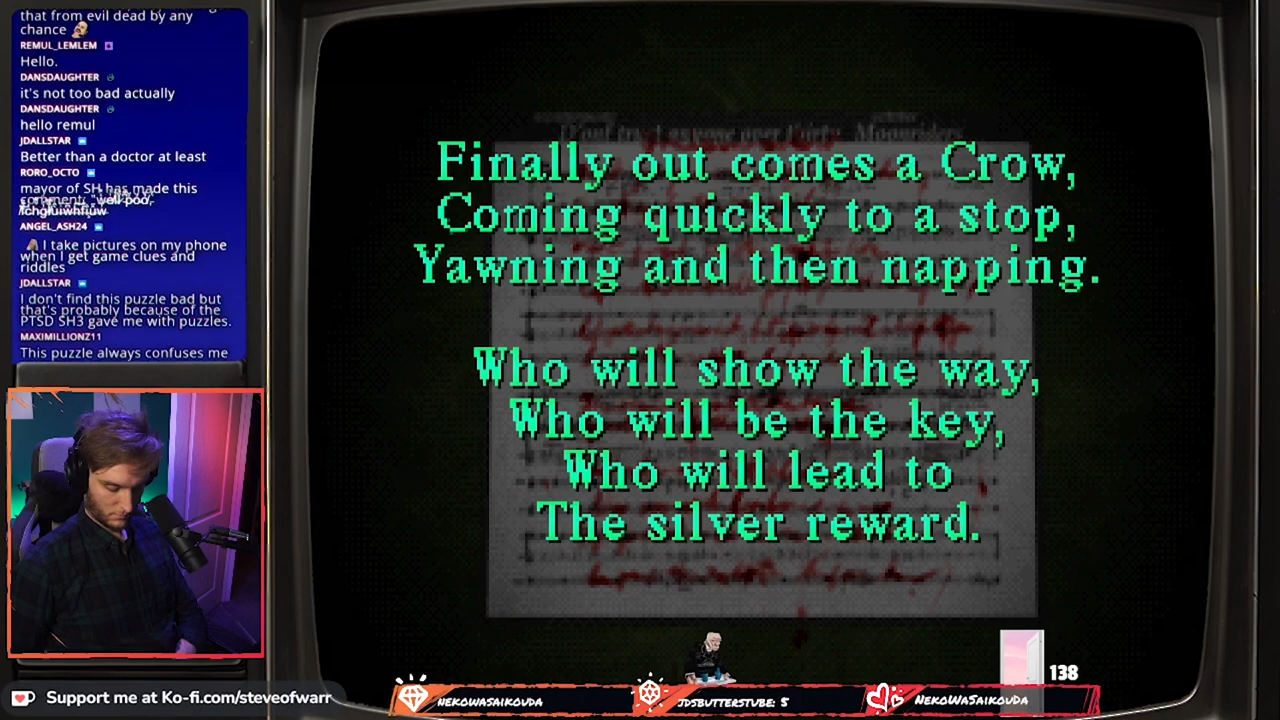 that from evil dead by any
chance
REMUL_LEMLEM
Hello.
DANSDAUGHTER
it's not too bad actually
DANSDAUGHTER
hello remul
JDALLSTAR
Better than a doctor at least
RORO_OCTO
mayor of SH has made this
comment: "well poo,
ANGEL_ASH24
I take pictures on my phone
when I get game clues and
riddles
JDALLSTAR
I don't find this puzzle bad but
that's probably because of the
PTSD SH3 gave me with puzzles.
MAXIMILLIONZ11
This puzzle always confuses me
Finally out comes a Crow,
Coming quickly to a stop,
Yawning and then napping.
Who will show the way,
Who will be the key,
Who will lead to
The silver reward.
138
Support me at Ko-fi.com/steveofwarr
NEKOWASAIKOUDA
JDSBUTTERSTUBE: 5
NEKOWASAIKOUDA